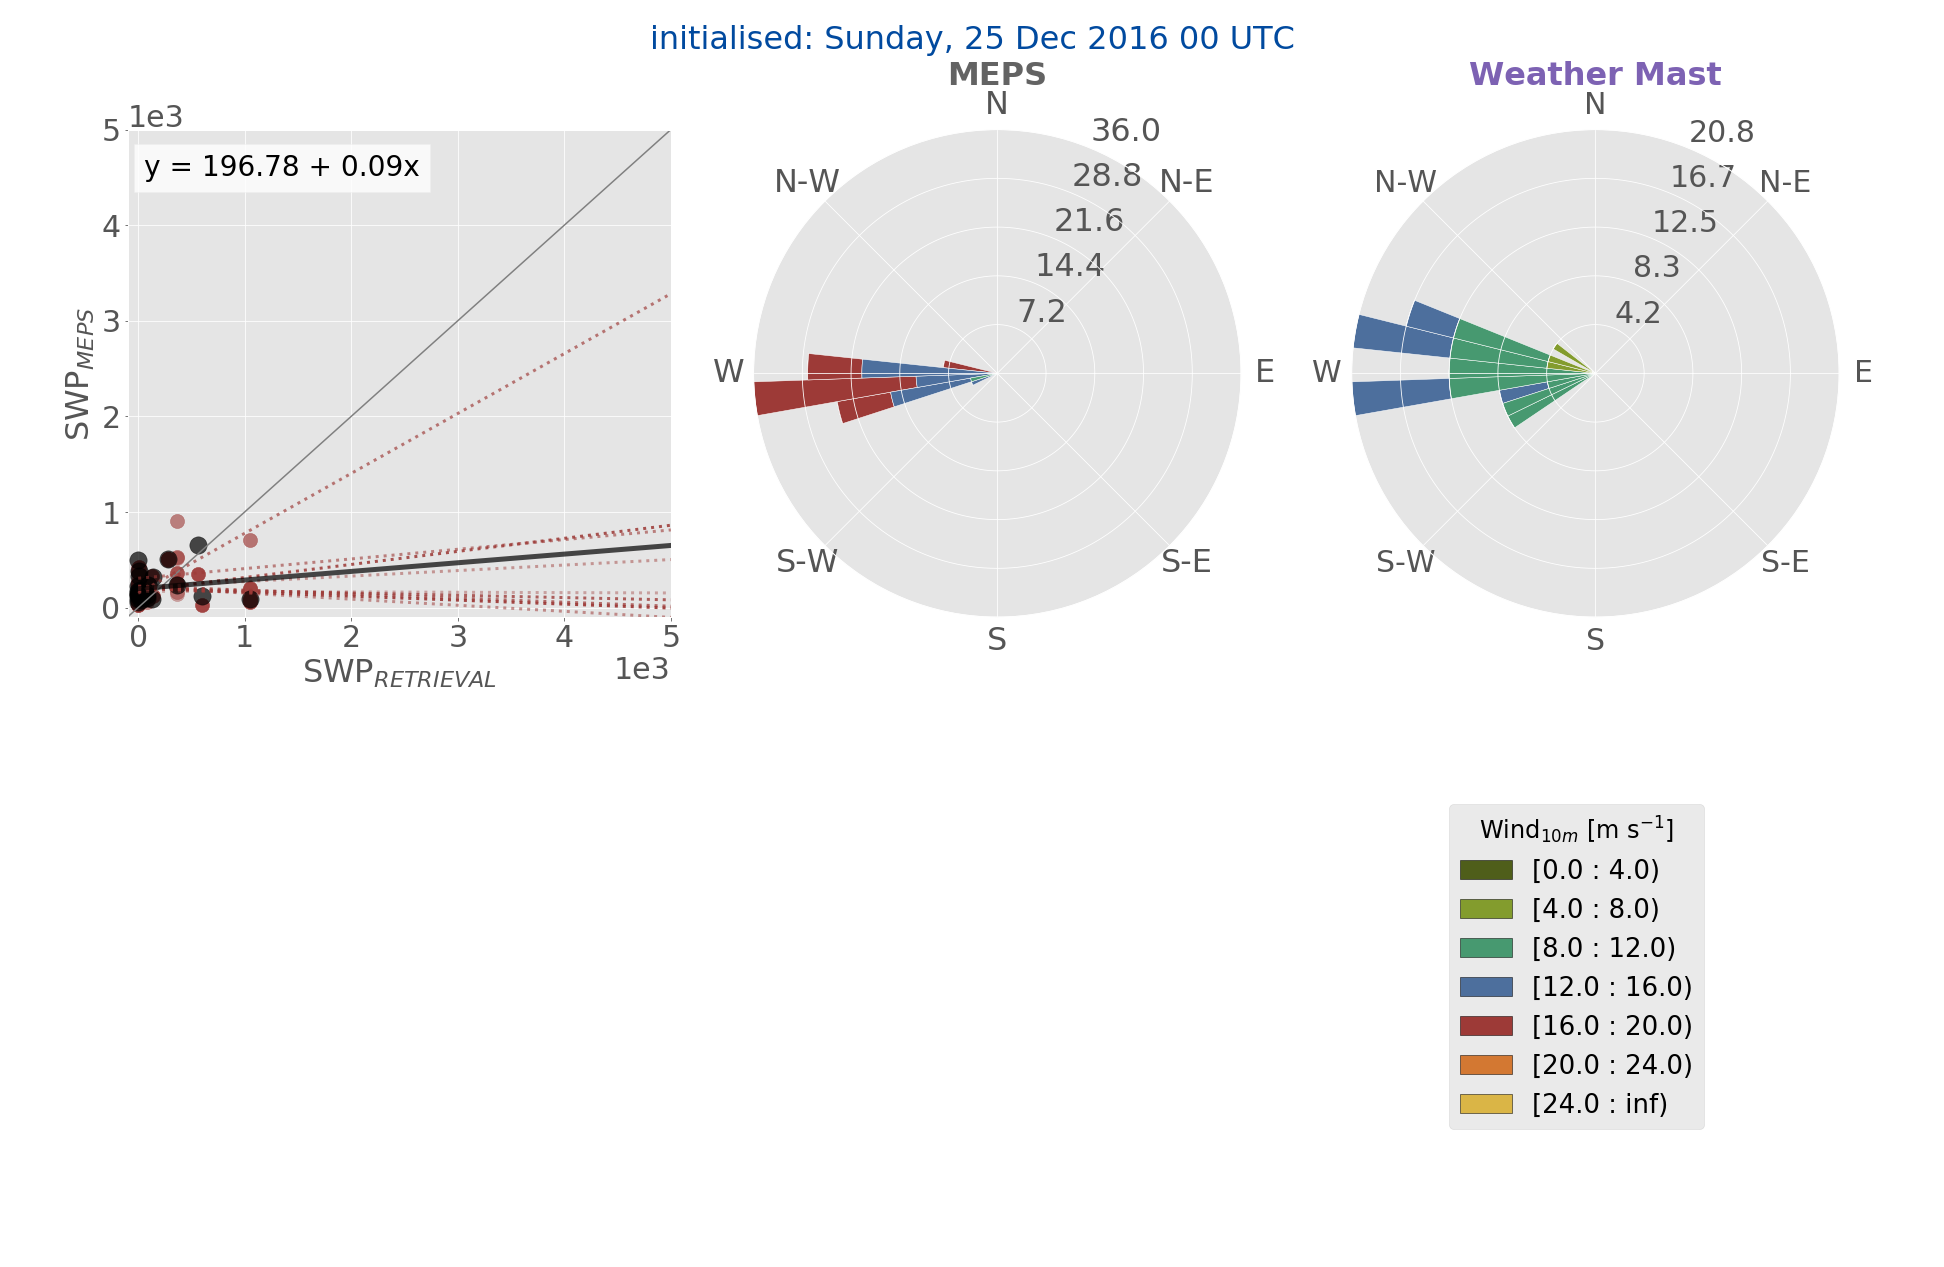 initialised: Sunday, 25 Dec 2016 00 UTC
MEPS
Weather Mast
1e3
y = 196.78 + 0.09x
5
4
3
2
1
0
SWP_MEPS
0 1 2 3 4 5
1e3
SWP_RETRIEVAL
N
N-E
E
S-E
S
S-W
W
N-W
36.0
28.8
21.6
14.4
7.2
N
N-E
E
S-E
S
S-W
W
N-W
20.8
16.7
12.5
8.3
4.2
Wind_10m [m s^−1]
[0.0 : 4.0)
[4.0 : 8.0)
[8.0 : 12.0)
[12.0 : 16.0)
[16.0 : 20.0)
[20.0 : 24.0)
[24.0 : inf)